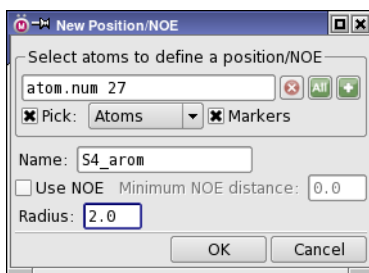 New Position/NOE
Select atoms to define a position/NOE
atom.num 27
All
Pick: Atoms Markers
Name: S4_arom
Use NOE Minimum NOE distance: 0.0
Radius: 2.0
OK Cancel